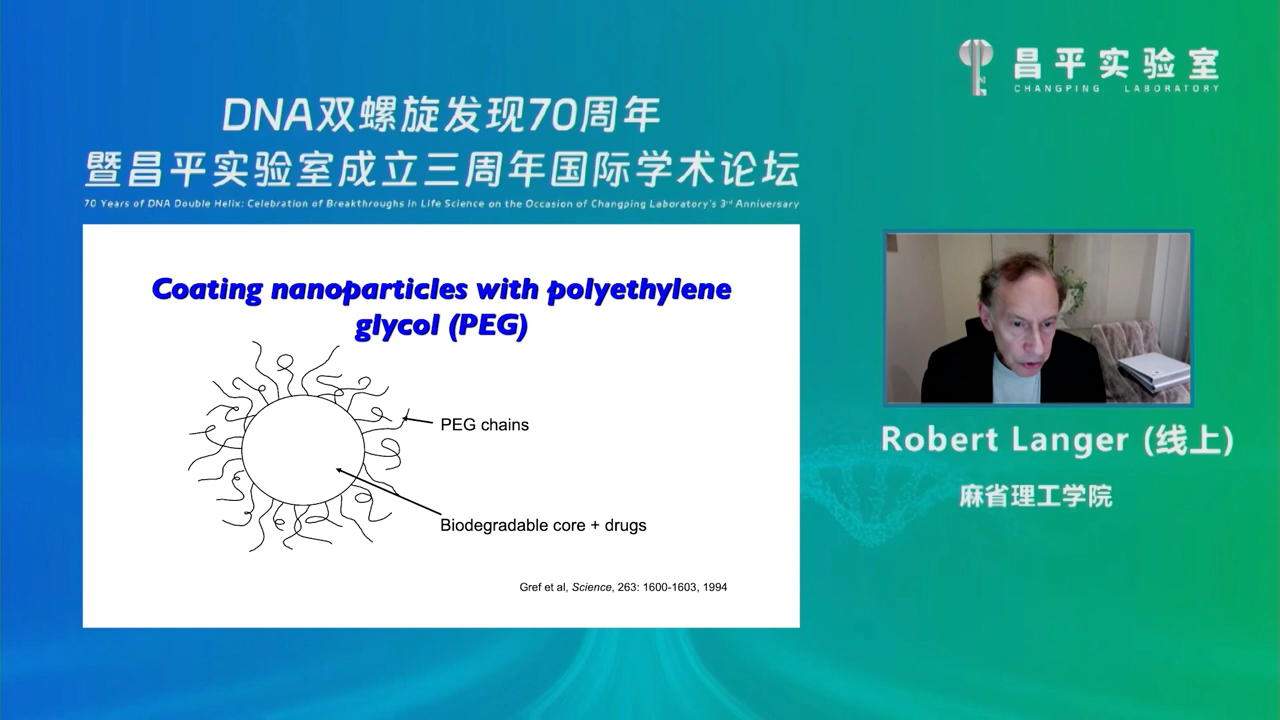 昌平实验室
CHANGPING LABORATORY
DNA双螺旋发现70周年
暨昌平实验室成立三周年国际学术论坛
70 Years of DNA Double Helix: Celebration of Breakthroughs in Life Science on the Occasion of Changping Laboratory's 3rd Anniversary
Coating nanoparticles with polyethylene
glycol (PEG)
PEG chains
Biodegradable core + drugs
Gref et al, Science, 263: 1600-1603, 1994
Robert Langer (线上)
麻省理工学院